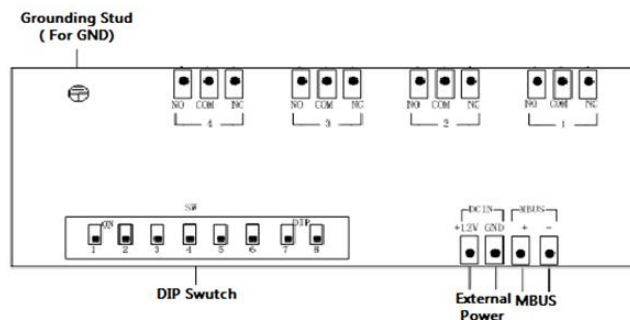 Grounding Stud
( For GND)
NO COM NC NO COM NC NO COM NC NO COM NC
4 3 2 1
SW
ON DIP
1 2 3 4 5 6 7 8
DCIN MBUS
+12V GND + -
DIP Swutch
External MBUS
Power